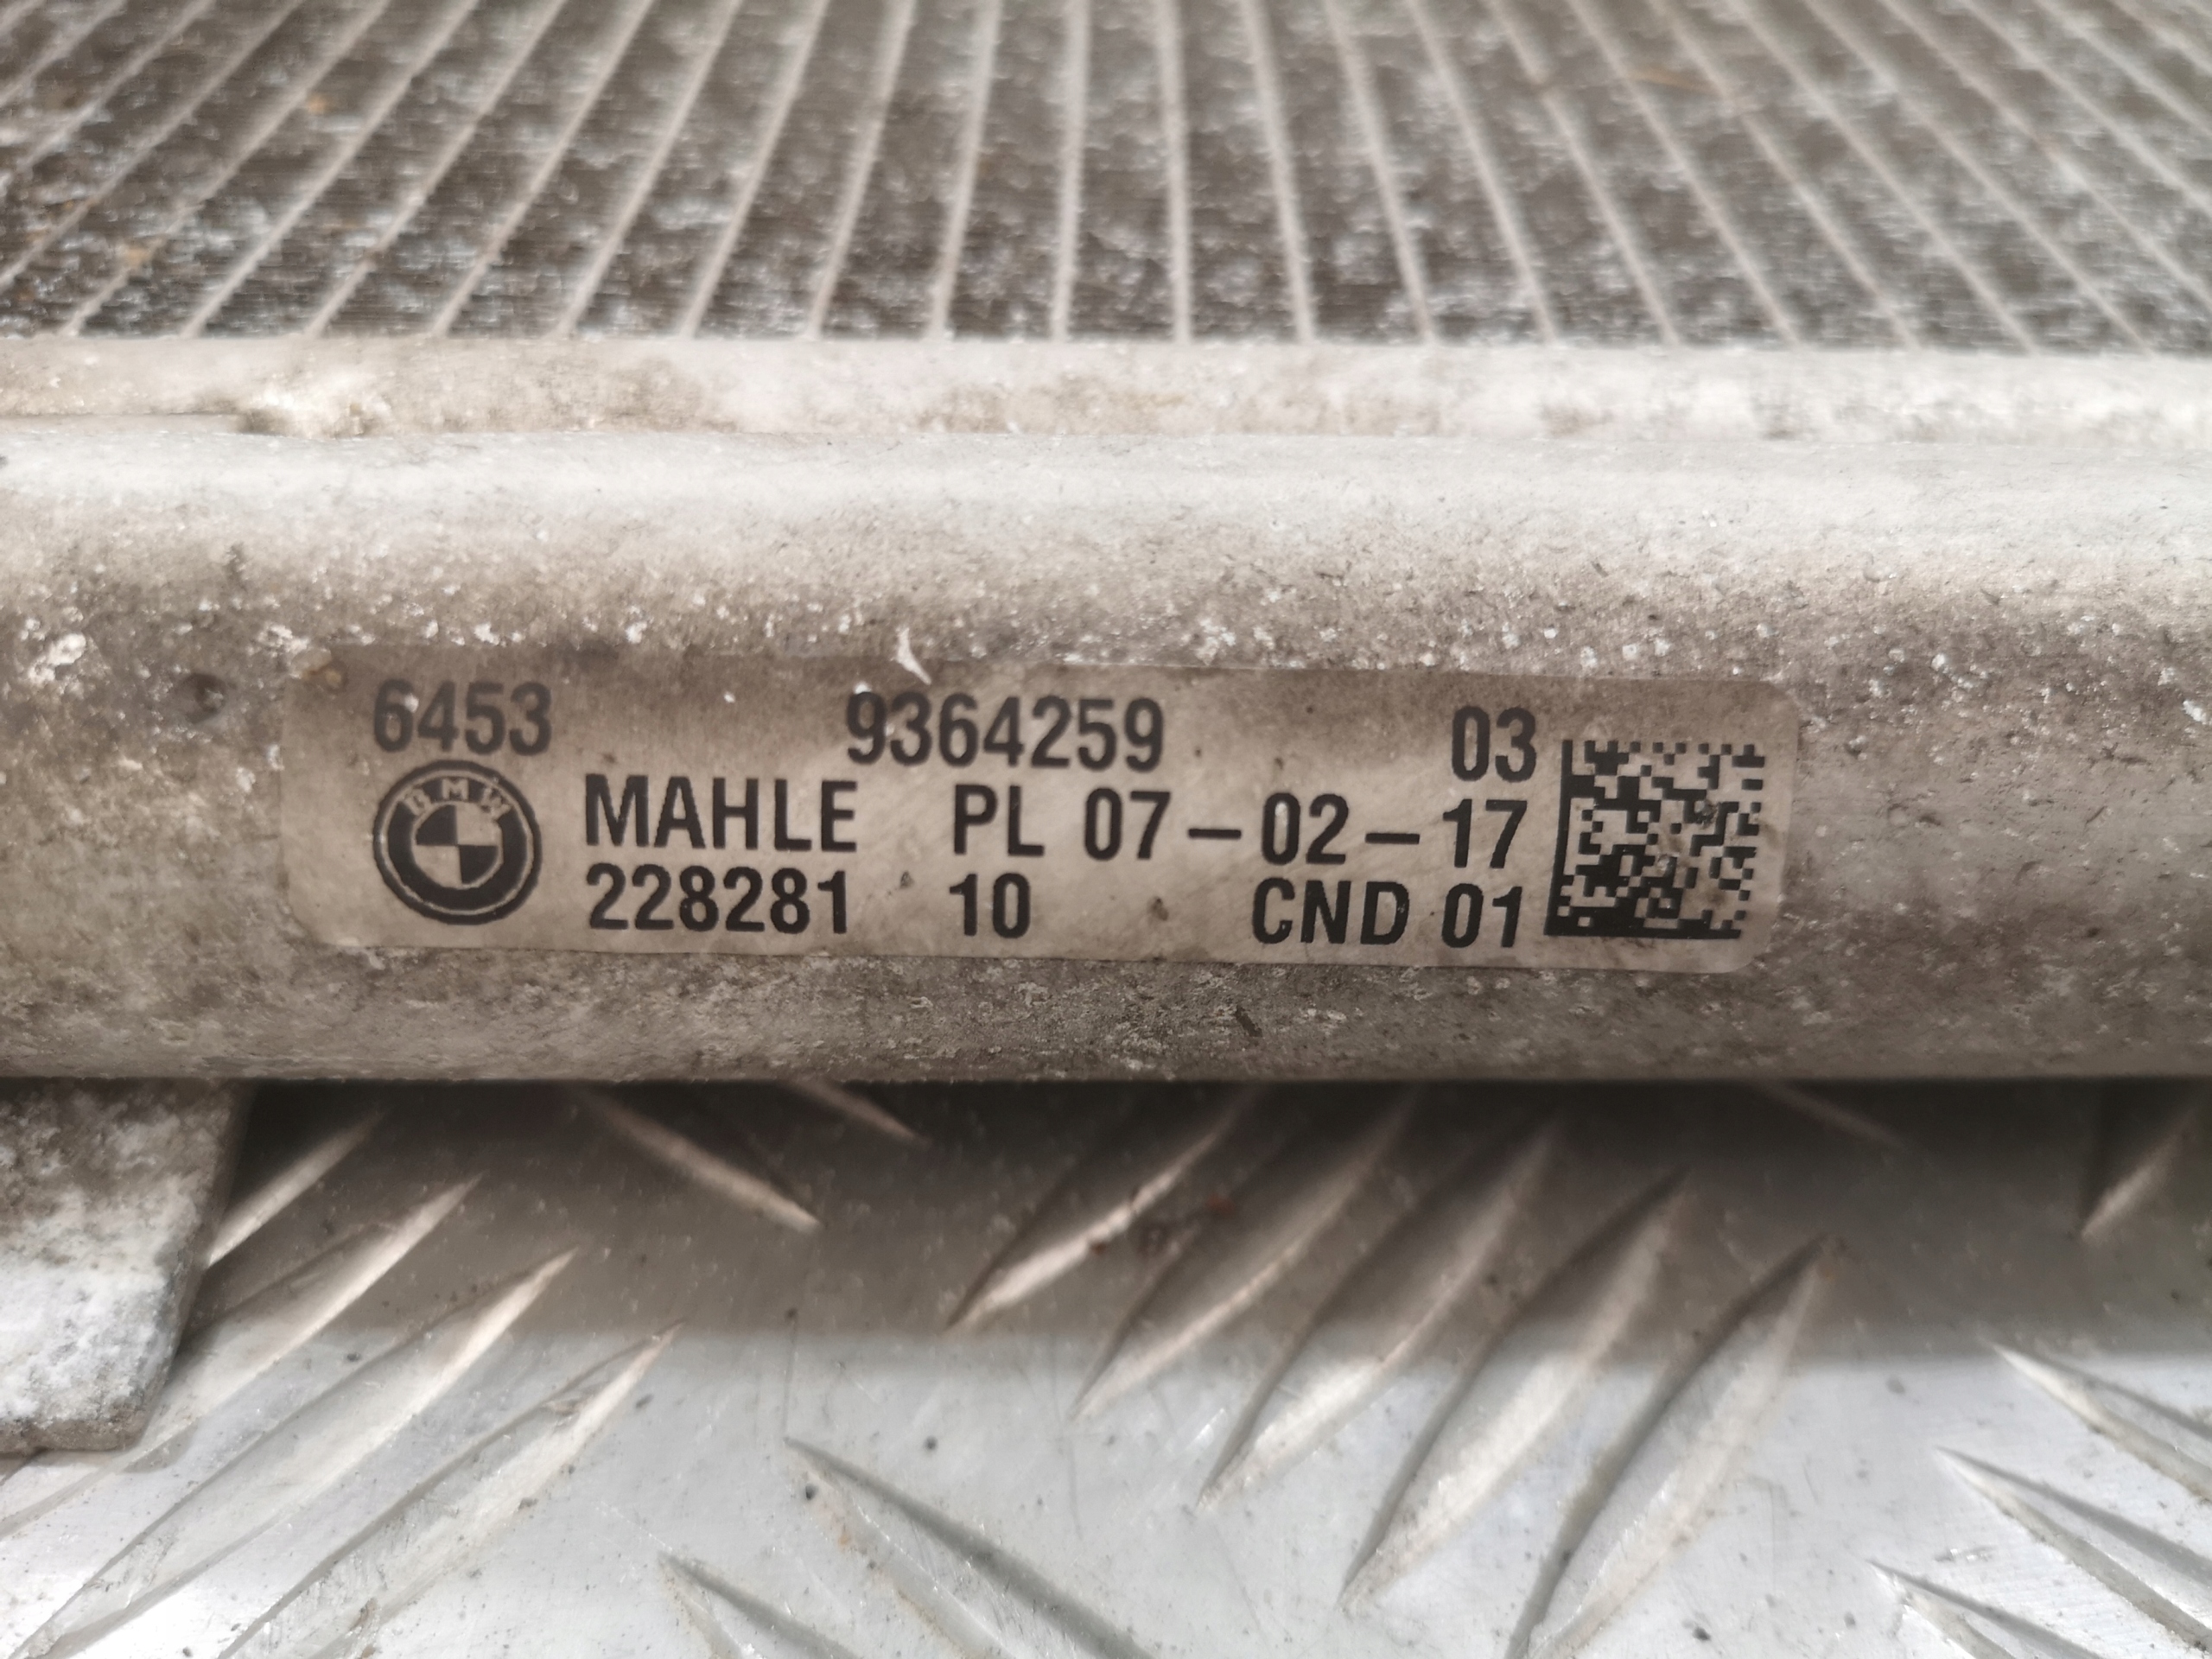 6453 9364259 03
BMW MAHLE PL 07-02-17
228281 10 CND 01